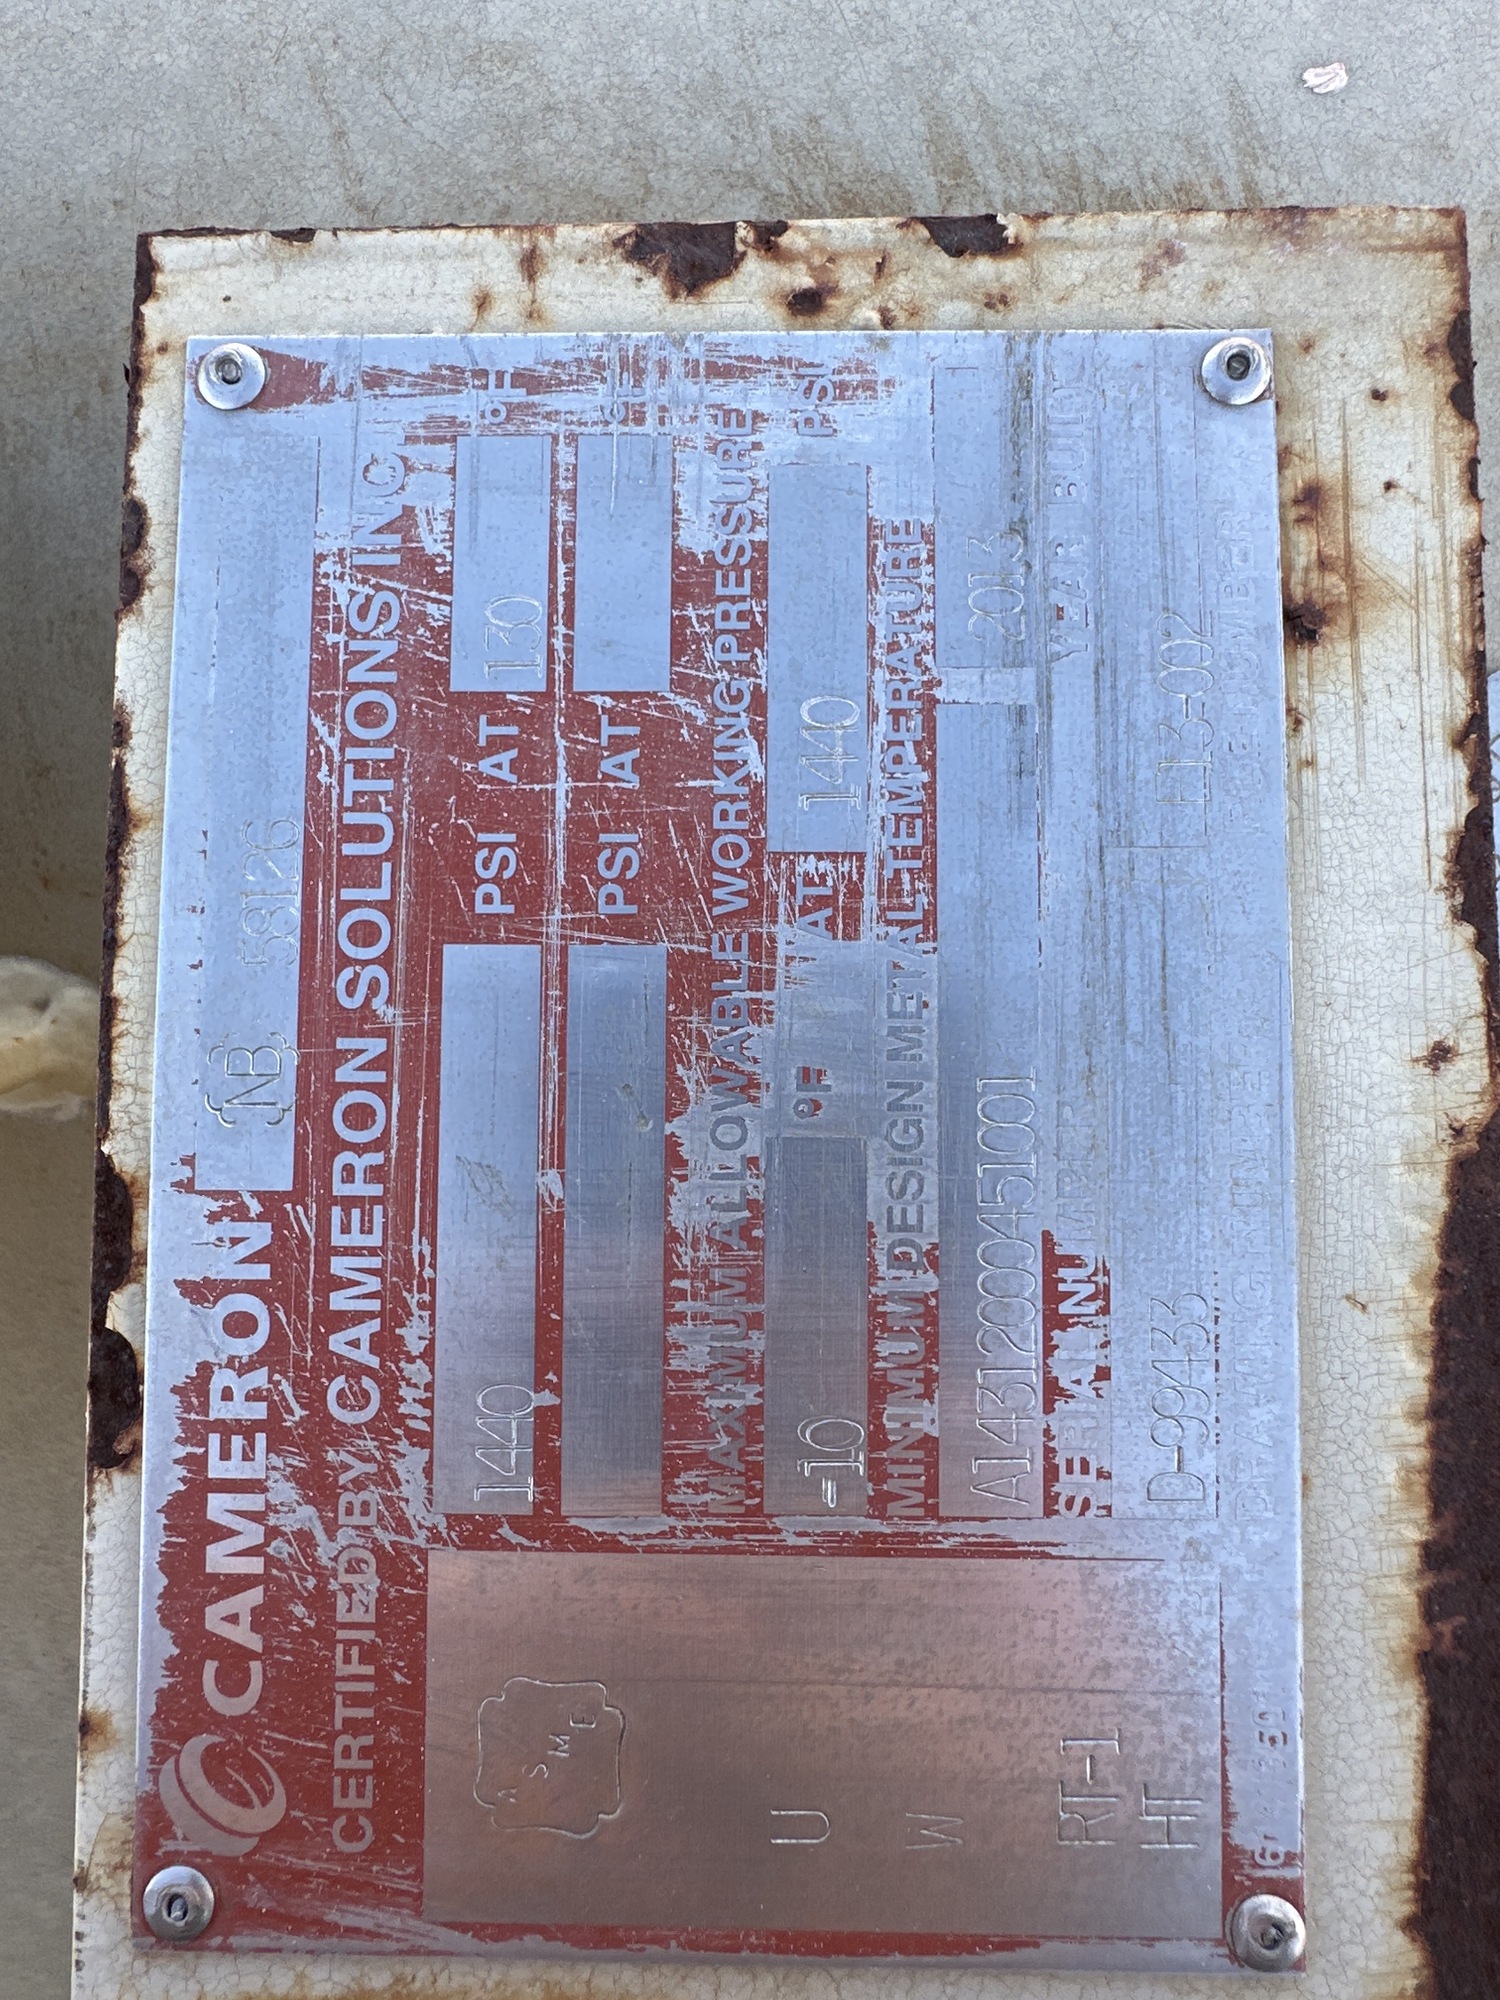 CAMERON NB 58126
CERTIFIED BY CAMERON SOLUTIONS INC
1440 PSI AT 130 °F
PSI AT °F
MAXIMUM ALLOWABLE WORKING PRESSURE
-10 °F AT 1440 PSI
MINIMUM DESIGN METAL TEMPERATURE
A14312000451001 2013
SERIAL NUMBER YEAR BUILT
D-99433
DRAWING NUMBER
ASME
U
W
RT-1
HT